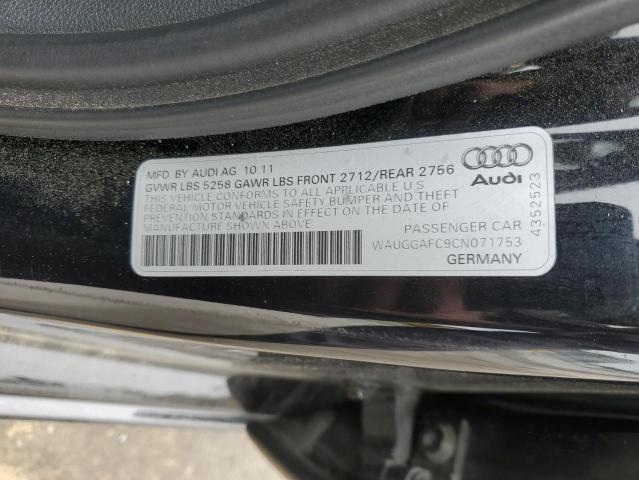 MFD. BY AUDI AG 10 11
GVWR LBS 5258 GAWR LBS FRONT 2712/REAR 2756
THIS VEHICLE CONFORMS TO ALL APPLICABLE U.S
FEDERAL MOTOR VEHICLE SAFETY BUMPER AND THEFT
PREVENTION STANDARDS IN EFFECT ON THE DATE OF
MANUFACTURE SHOWN ABOVE
Audi
4352523
PASSENGER CAR
WAUGGAFC9CN071753
GERMANY